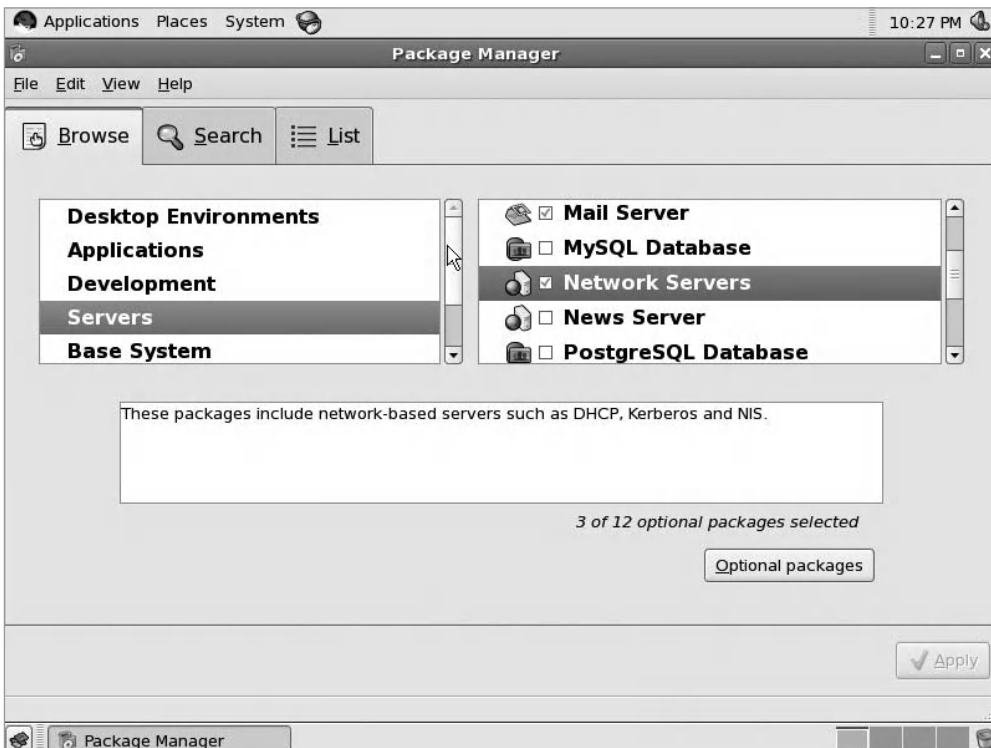 Applications Places System 10:27 PM
Package Manager
File Edit View Help
Browse Search List
Desktop Environments
Applications
Development
Servers
Base System
Mail Server
MySQL Database
Network Servers
News Server
PostgreSQL Database
These packages include network-based servers such as DHCP, Kerberos and NIS.
3 of 12 optional packages selected
Optional packages
Apply
Package Manager